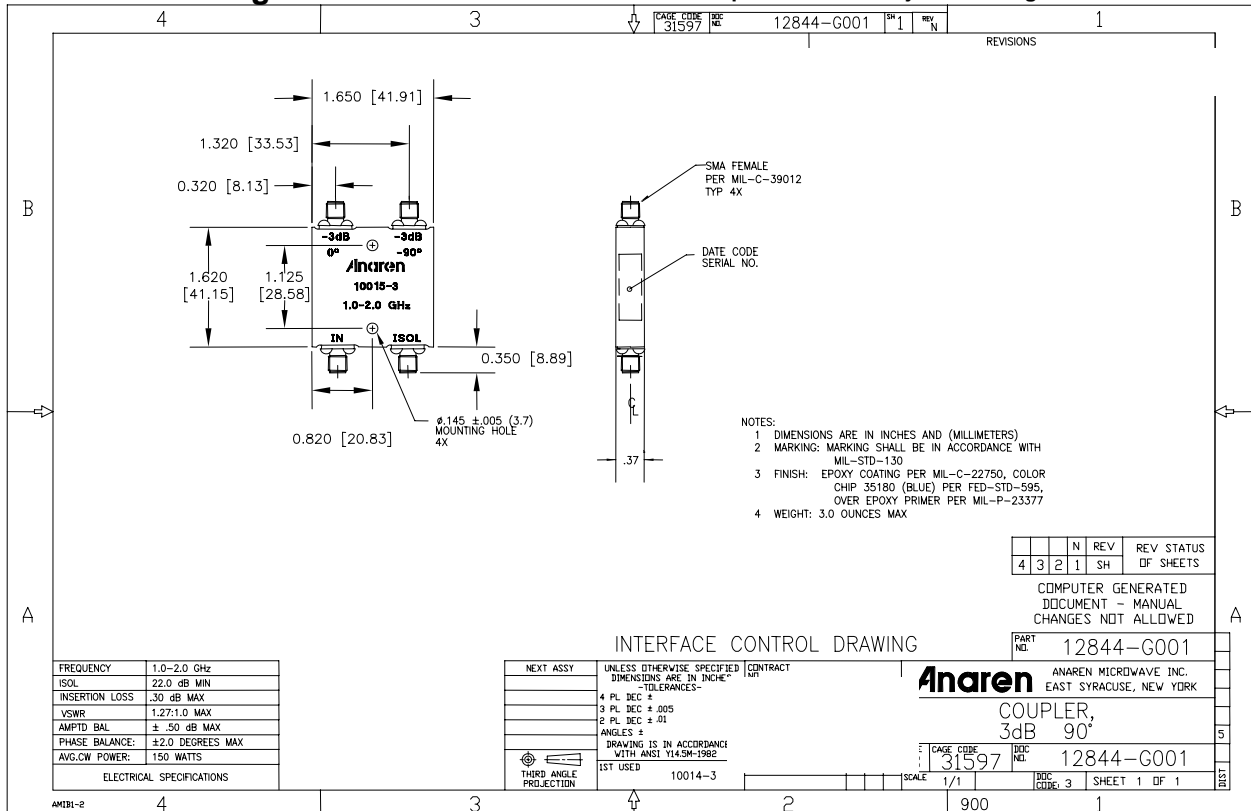 4
3
CAGE CODE
31597
DOC
NO.
12844-G001
SH
1
REV
N
1
REVISIONS
1.650 [41.91]
1.320 [33.53]
0.320 [8.13]
SMA FEMALE
PER MIL-C-39012
TYP 4X
B
B
-3dB
-3dB
0°
-90°
DATE CODE
SERIAL NO.
Anaren
1.620
[41.15]
1.125
[28.58]
10015-3
1.0-2.0 GHz
IN
ISOL
0.350 [8.89]
0.820 [20.83]
ø.145 ±.005 (3.7)
MOUNTING HOLE
4X
CL
.37
NOTES:
1 DIMENSIONS ARE IN INCHES AND (MILLIMETERS)
2 MARKING: MARKING SHALL BE IN ACCORDANCE WITH
MIL-STD-130
3 FINISH: EPOXY COATING PER MIL-C-22750, COLOR
CHIP 35180 (BLUE) PER FED-STD-595,
OVER EPOXY PRIMER PER MIL-P-23377
4 WEIGHT: 3.0 OUNCES MAX
N REV REV STATUS
4 3 2 1 SH OF SHEETS
COMPUTER GENERATED
DOCUMENT - MANUAL
CHANGES NOT ALLOWED
A
A
INTERFACE CONTROL DRAWING
PART
NO.
12844-G001
FREQUENCY 1.0-2.0 GHz
ISOL 22.0 dB MIN
INSERTION LOSS .30 dB MAX
VSWR 1.27:1.0 MAX
AMPTD BAL ± .50 dB MAX
PHASE BALANCE: ±2.0 DEGREES MAX
AVG.CW POWER: 150 WATTS
ELECTRICAL SPECIFICATIONS
NEXT ASSY
UNLESS OTHERWISE SPECIFIED
DIMENSIONS ARE IN
-TOLERANCES-
4 PL DEC ±
3 PL DEC ± .005
2 PL DEC ± .01
ANGLES ±
DRAWING IS IN ACCORDANCE
WITH ANSI Y14.5M-1982
1ST USED
10014-3
THIRD ANGLE
PROJECTION
CONTRACT
Anaren
ANAREN MICROWAVE INC.
EAST SYRACUSE, NEW YORK
COUPLER,
3dB 90°
5
CAGE CODE
31597
DOC
NO.
12844-G001
SCALE 1/1
DOC
CODE: 3
SHEET 1 OF 1
DIST
AMIB1-2
4
3
2
900
1